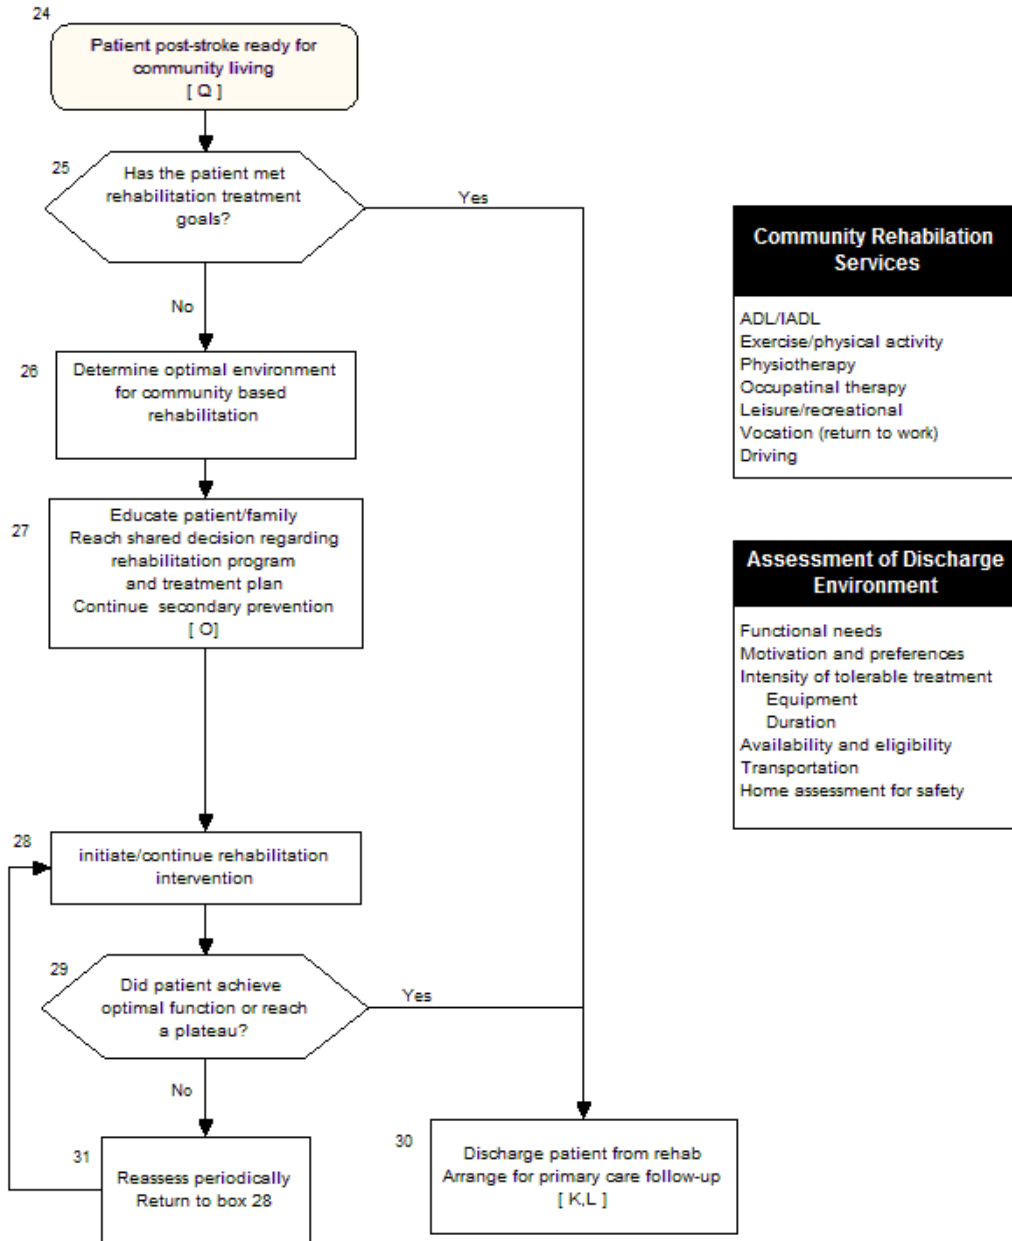 24
Patient post-stroke ready for
community living
[ Q ]
25
Has the patient met
rehabilitation treatment
goals?
Yes
No
26
Determine optimal environment
for community based
rehabilitation
27
Educate patient/family
Reach shared decision regarding
rehabilitation program
and treatment plan
Continue secondary prevention
[ O]
28
initiate/continue rehabilitation
intervention
29
Did patient achieve
optimal function or reach
a plateau?
Yes
No
31
Reassess periodically
Return to box 28
30
Discharge patient from rehab
Arrange for primary care follow-up
[ K,L ]
Community Rehabilation
Services
ADL/IADL
Exercise/physical activity
Physiotherapy
Occupatinal therapy
Leisure/recreational
Vocation (return to work)
Driving
Assessment of Discharge
Environment
Functional needs
Motivation and preferences
Intensity of tolerable treatment
Equipment
Duration
Availability and eligibility
Transportation
Home assessment for safety